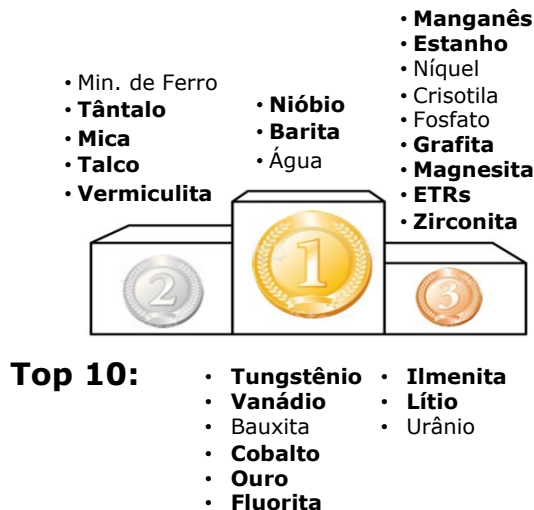 • Min. de Ferro
• Tântalo
• Mica
• Talco
• Vermiculita
• Nióbio
• Barita
• Água
• Manganês
• Estanho
• Níquel
• Crisotila
• Fosfato
• Grafita
• Magnesita
• ETRs
• Zirconita
2
1
3
Top 10:
• Tungstênio
• Vanádio
• Bauxita
• Cobalto
• Ouro
• Fluorita
• Ilmenita
• Lítio
• Urânio